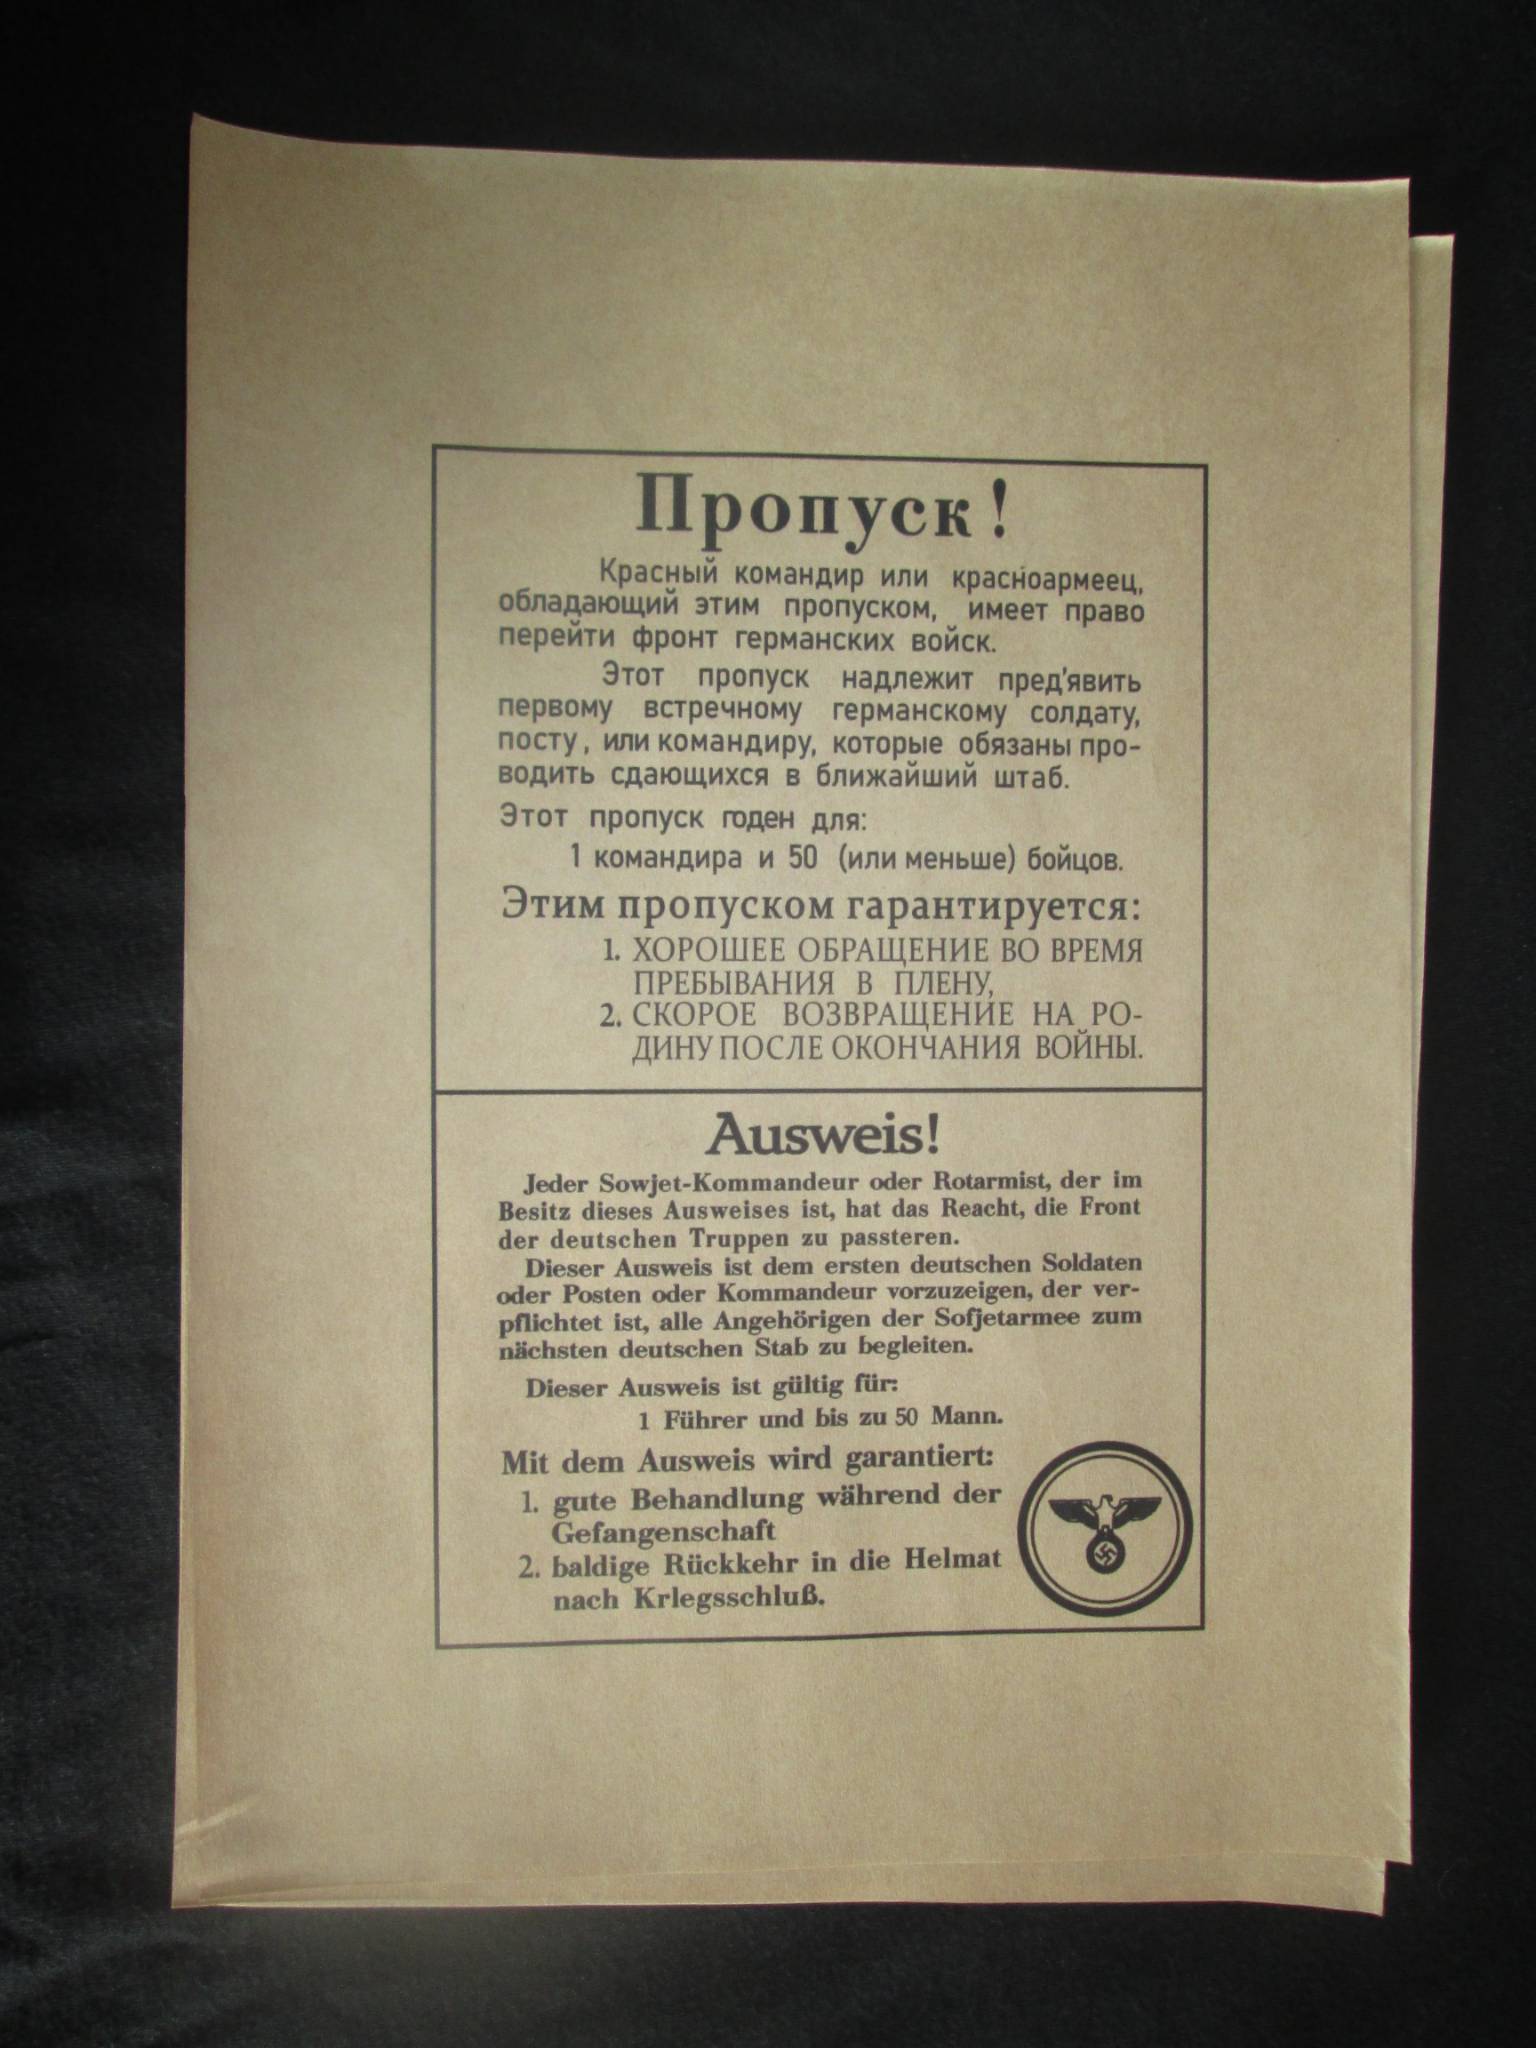 Пропуск!
Красный командир или красноармеец,
обладающий этим пропуском, имеет право
перейти фронт германских войск.
Этот пропуск надлежит пред'явить
первому встречному германскому солдату,
посту, или командиру, которые обязаны про-
водить сдающихся в ближайший штаб.
Этот пропуск годен для:
1 командира и 50 (или меньше) бойцов.
Этим пропуском гарантируется:
1. ХОРОШЕЕ ОБРАЩЕНИЕ ВО ВРЕМЯ
ПРЕБЫВАНИЯ В ПЛЕНУ,
2. СКОРОЕ ВОЗВРАЩЕНИЕ НА РО-
ДИНУ ПОСЛЕ ОКОНЧАНИЯ ВОЙНЫ.
Ausweis!
Jeder Sowjet-Kommandeur oder Rotarmist, der im
Besitz dieses Ausweises ist, hat das Reacht, die Front
der deutschen Truppen zu passteren.
Dieser Ausweis ist dem ersten deutschen Soldaten
oder Posten oder Kommandeur vorzuzeigen, der ver-
pflichtet ist, alle Angehörigen der Sofjetarmee zum
nächsten deutschen Stab zu begleiten.
Dieser Ausweis ist gültig für:
1 Führer und bis zu 50 Mann.
Mit dem Ausweis wird garantiert:
1. gute Behandlung während der
Gefangenschaft
2. baldige Rückkehr in die Helmat
nach Krlegsschluß.